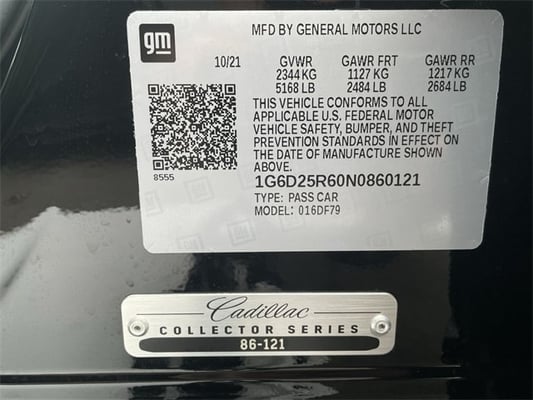 gm
MFD BY GENERAL MOTORS LLC
10/21 GVWR GAWR FRT GAWR RR
2344 KG 1127 KG 1217 KG
5168 LB 2484 LB 2684 LB
THIS VEHICLE CONFORMS TO ALL
APPLICABLE U.S. FEDERAL MOTOR
VEHICLE SAFETY, BUMPER, AND THEFT
PREVENTION STANDARDS IN EFFECT ON
THE DATE OF MANUFACTURE SHOWN
ABOVE.
8555
1G6D25R60N0860121
TYPE: PASS CAR
MODEL: 016DF79
Cadillac
COLLECTOR SERIES
86-121